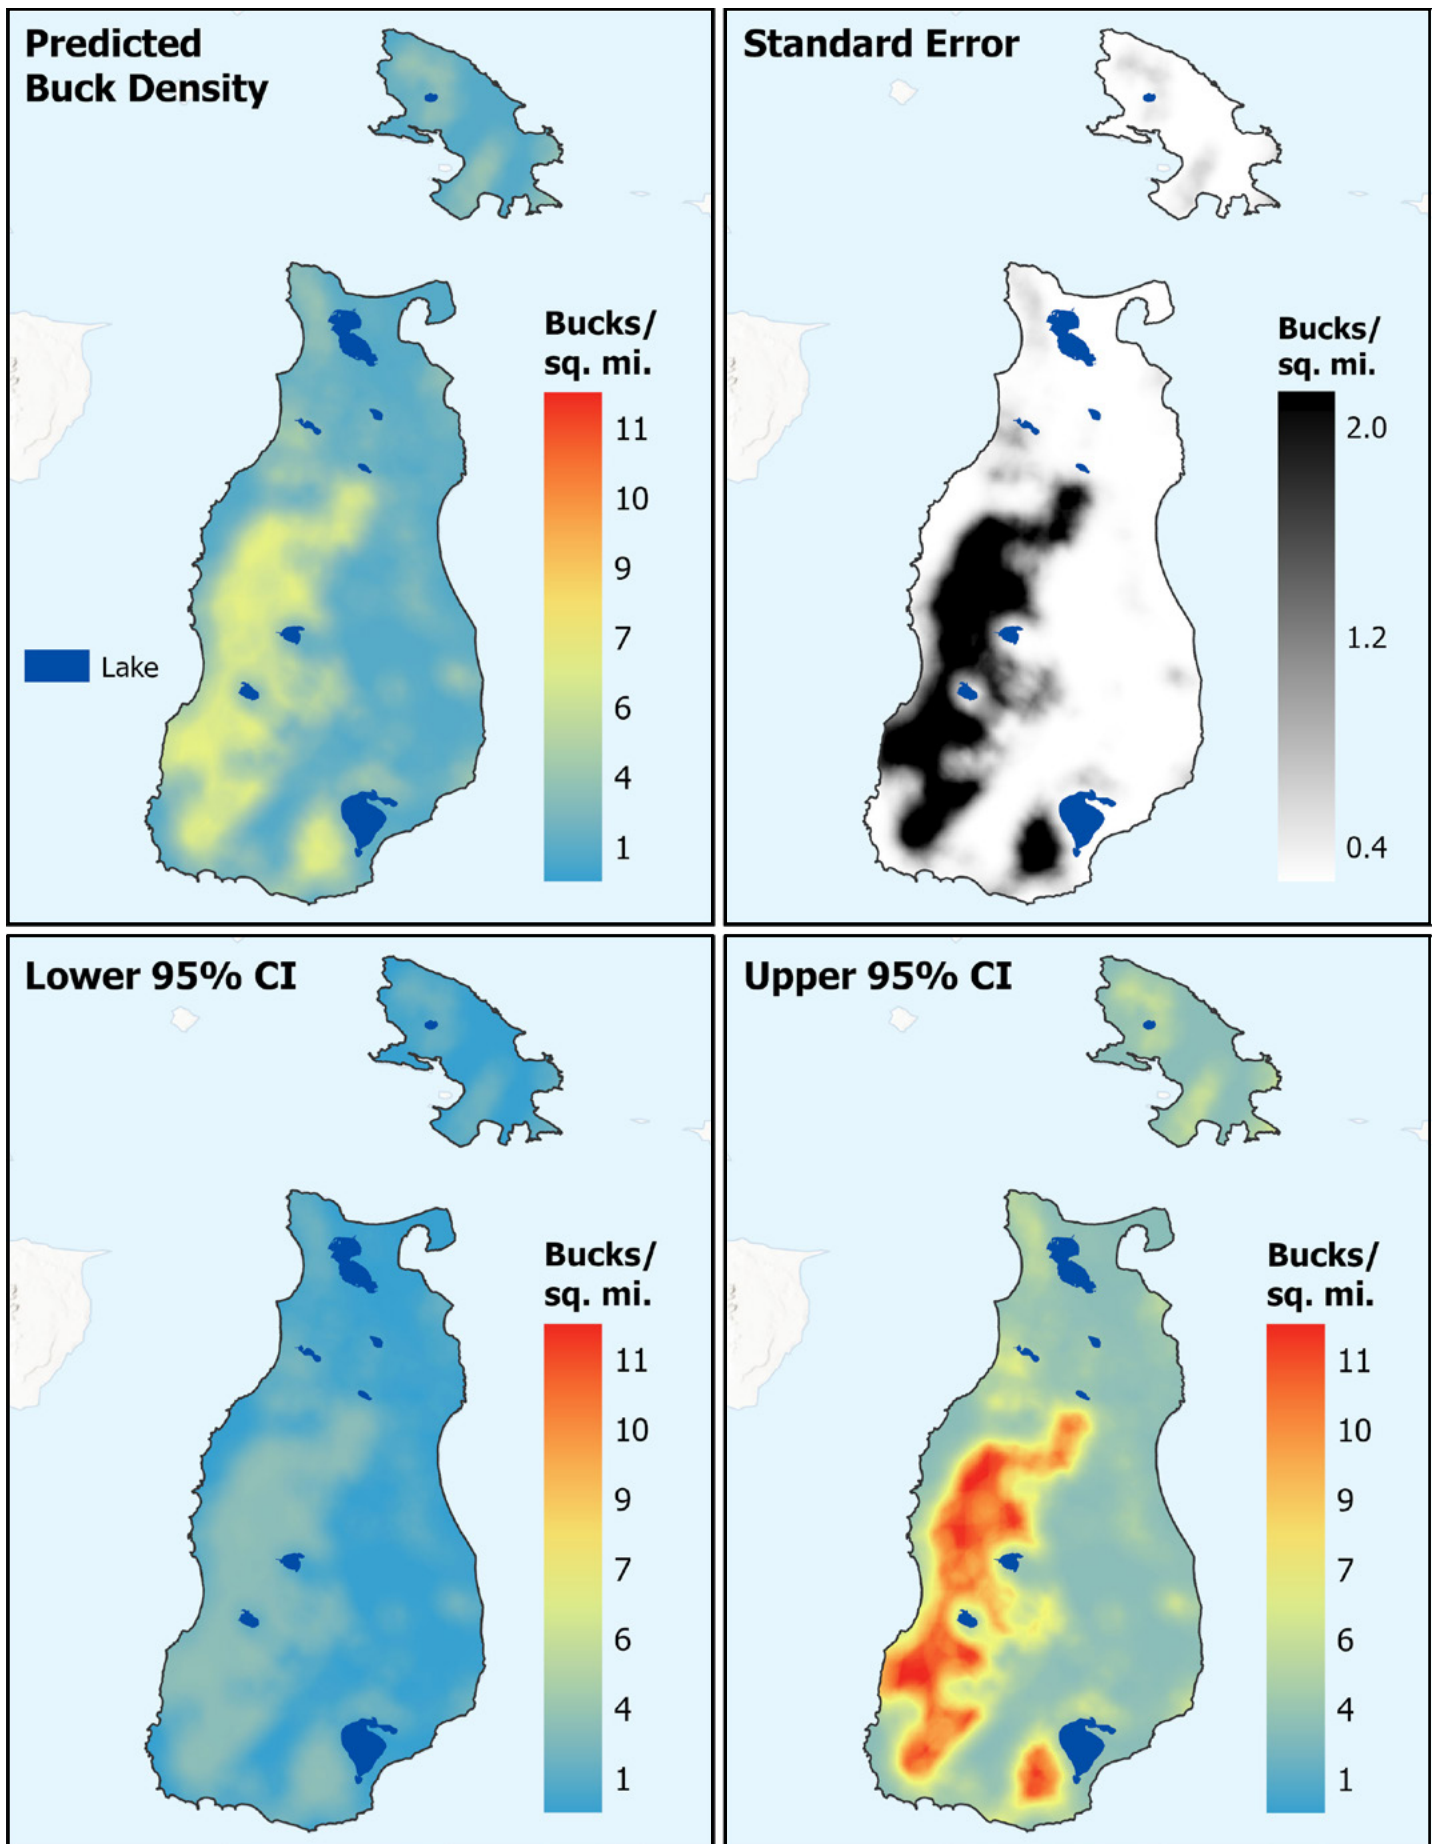 Predicted
Buck Density
Bucks/
sq. mi.
11
10
9
7
6
4
1
Lake
Standard Error
Bucks/
sq. mi.
2.0
1.2
0.4
Lower 95% CI
Bucks/
sq. mi.
11
10
9
7
6
4
1
Upper 95% CI
Bucks/
sq. mi.
11
10
9
7
6
4
1